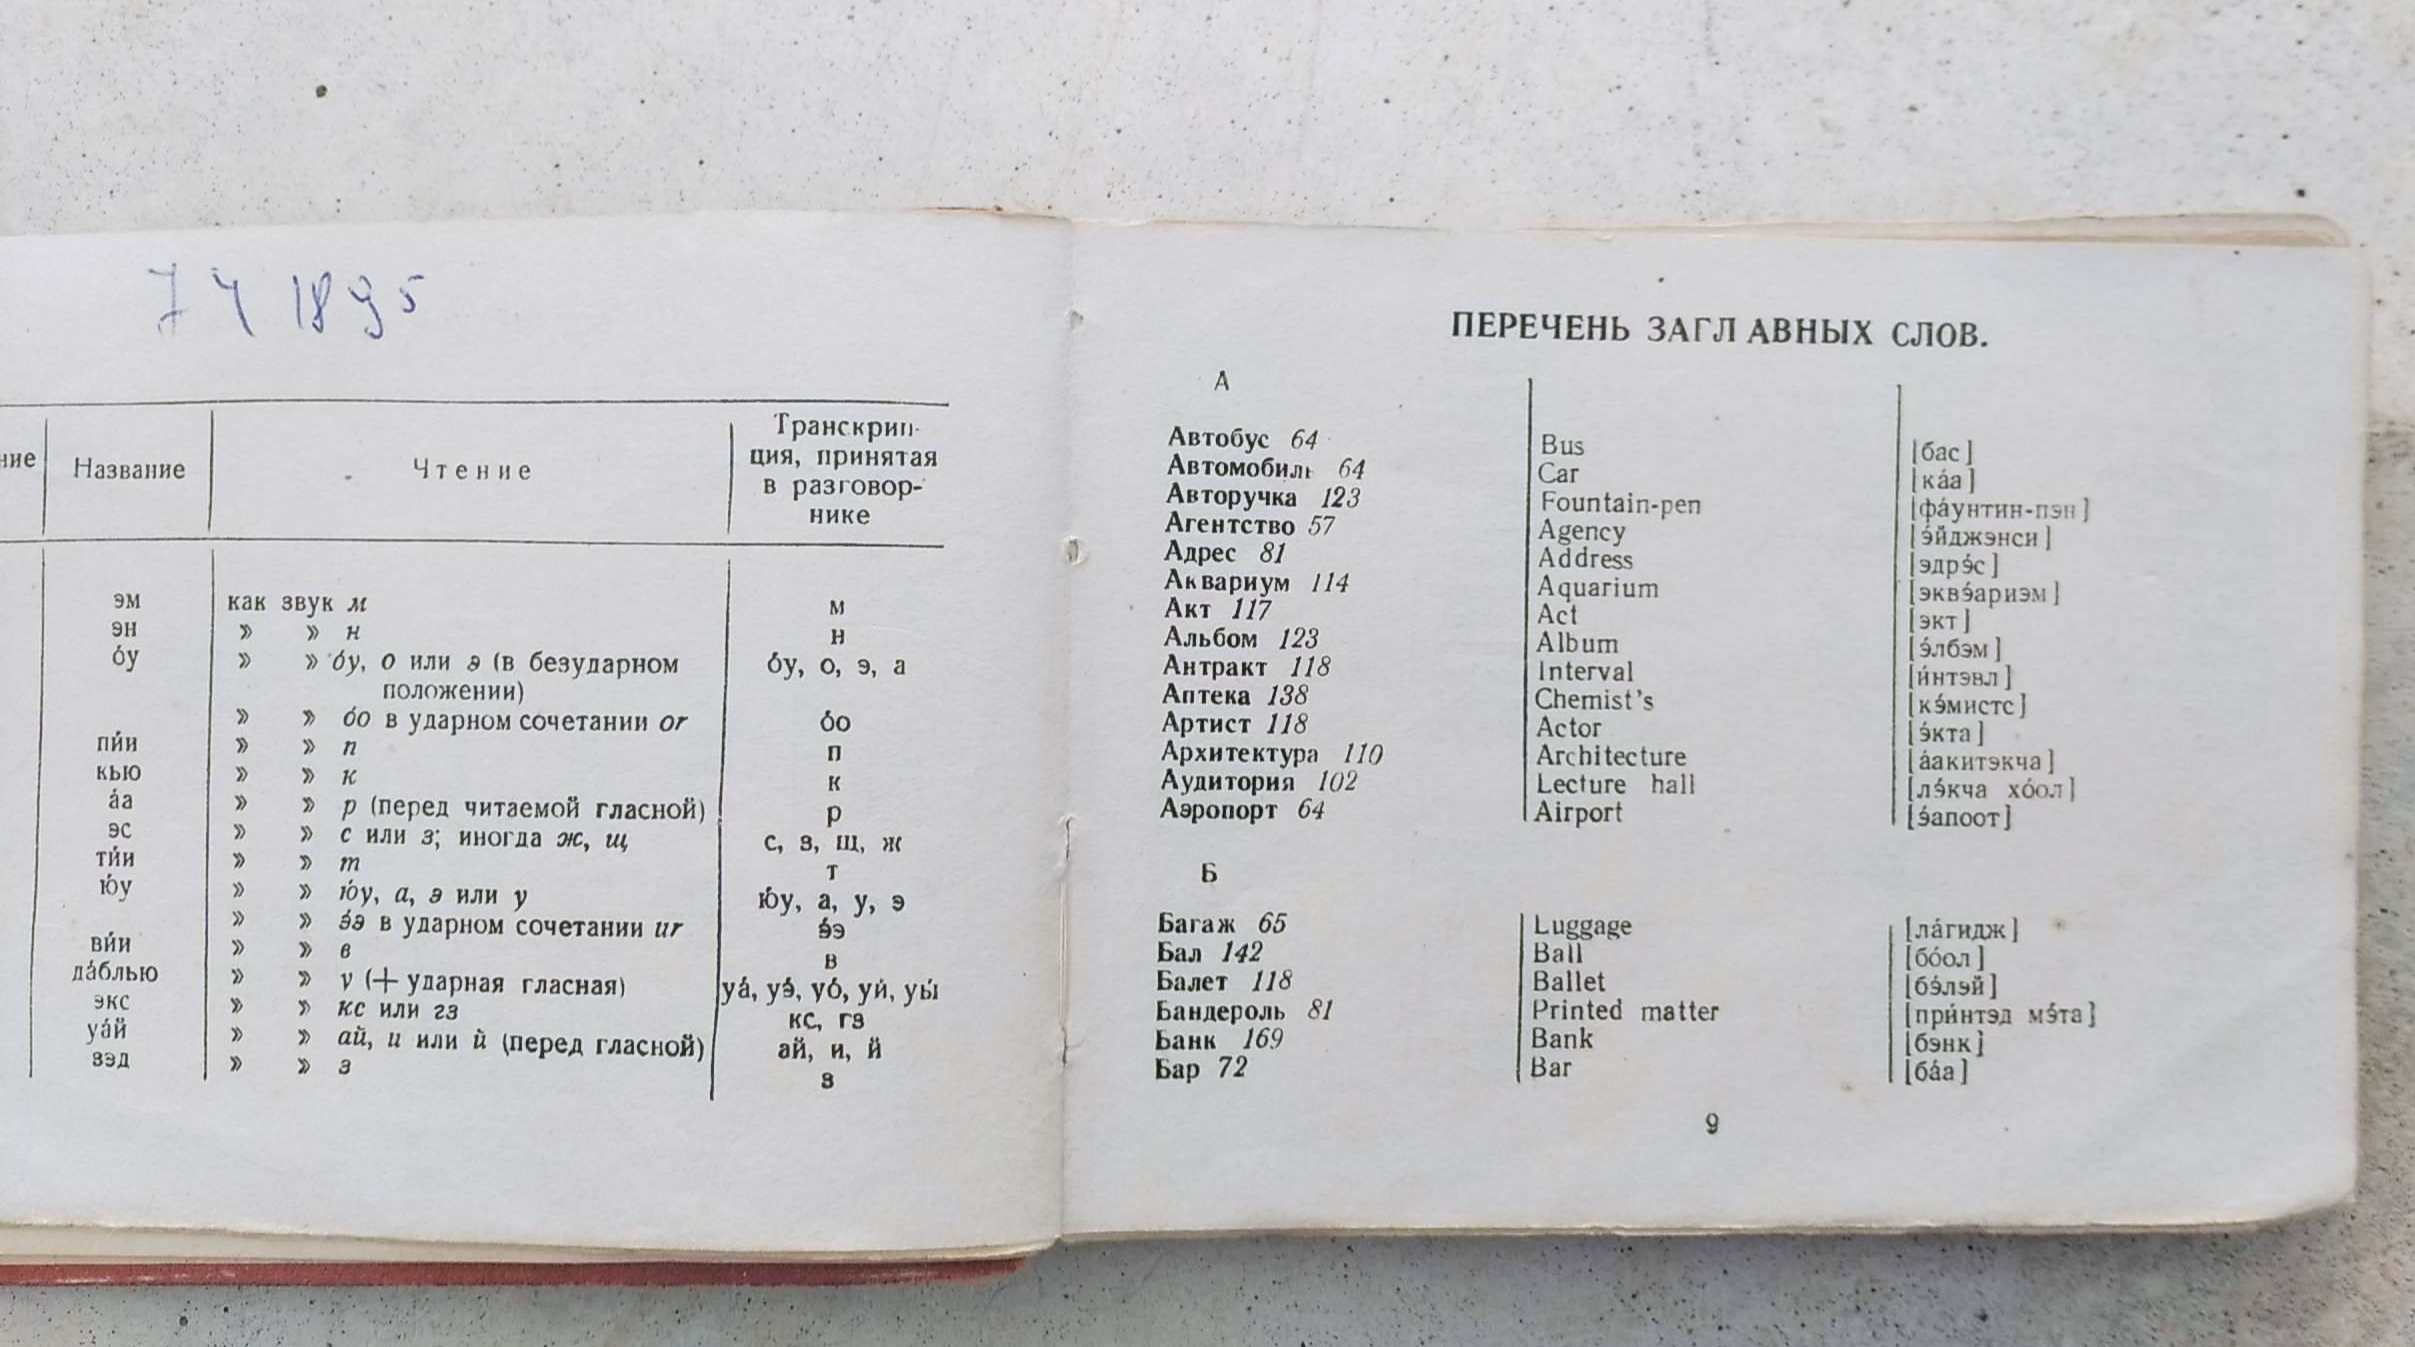 7 4 1895
ние Название Чтение Транскрип-
ция, принятая
в разговор-
нике
эм как звук м м
эн » » н н
о́у » » о́у, о или э (в безударном о́у, о, э, а
положении)
» » о́о в ударном сочетании or о́о
пи́и » » п п
кью » » к к
а́а » » р (перед читаемой гласной) р
эс » » с или з; иногда ж, щ с, з, щ, ж
ти́и » » т т
ю́у » » ю́у, а, э или у ю́у, а, у, э
» » э́э в ударном сочетании ur э́э
ви́и » » в в
да́блью » » у (+ ударная гласная) уа́, уэ́, уо́, уи́, уы́
экс » » кс или гз кс, гз
уа́й » » ай, и или й (перед гласной) ай, и, й
зэд » » з з
ПЕРЕЧЕНЬ ЗАГЛАВНЫХ СЛОВ.
А
Автобус 64 Bus [бас]
Автомобиль 64 Car [ка́а]
Авторучка 123 Fountain-pen [фа́унтин-пэн]
Агентство 57 Agency [э́йджэнси]
Адрес 81 Address [эдрэ́с]
Аквариум 114 Aquarium [эквэ́ариэм]
Акт 117 Act [экт]
Альбом 123 Album [э́лбэм]
Антракт 118 Interval [и́нтэвл]
Аптека 138 Chemist's [кэ́мистс]
Артист 118 Actor [э́кта]
Архитектура 110 Architecture [а́акитэкча]
Аудитория 102 Lecture hall [лэ́кча хо́ол]
Аэропорт 64 Airport [э́апоот]
Б
Багаж 65 Luggage [ла́гидж]
Бал 142 Ball [бо́ол]
Балет 118 Ballet [бэ́лэй]
Бандероль 81 Printed matter [при́нтэд мэ́та]
Банк 169 Bank [бэнк]
Бар 72 Bar [ба́а]
9